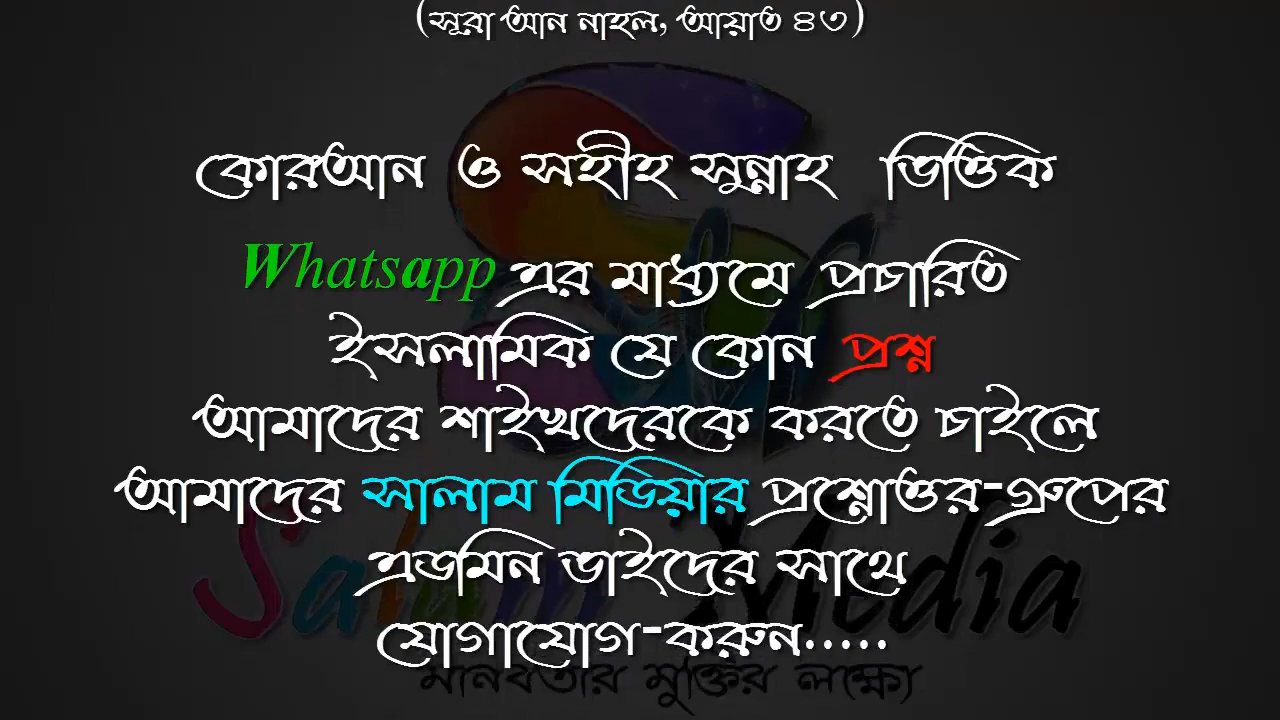 (সূরা আন নাহল, আয়াত ৪৩)
কোরআন ও সহীহ সুন্নাহ ভিত্তিক
Whatsapp এর মাধ্যমে প্রচারিত
ইসলামিক যে কোন প্রশ্ন
আমাদের শাইখদেরকে করতে চাইলে
আমাদের সালাম মিডিয়ার প্রশ্নোত্তর-গ্রুপের
এডমিন ভাইদের সাথে
Salam Media
যোগাযোগ-করুন.....
মানবতার মুক্তির লক্ষ্যে